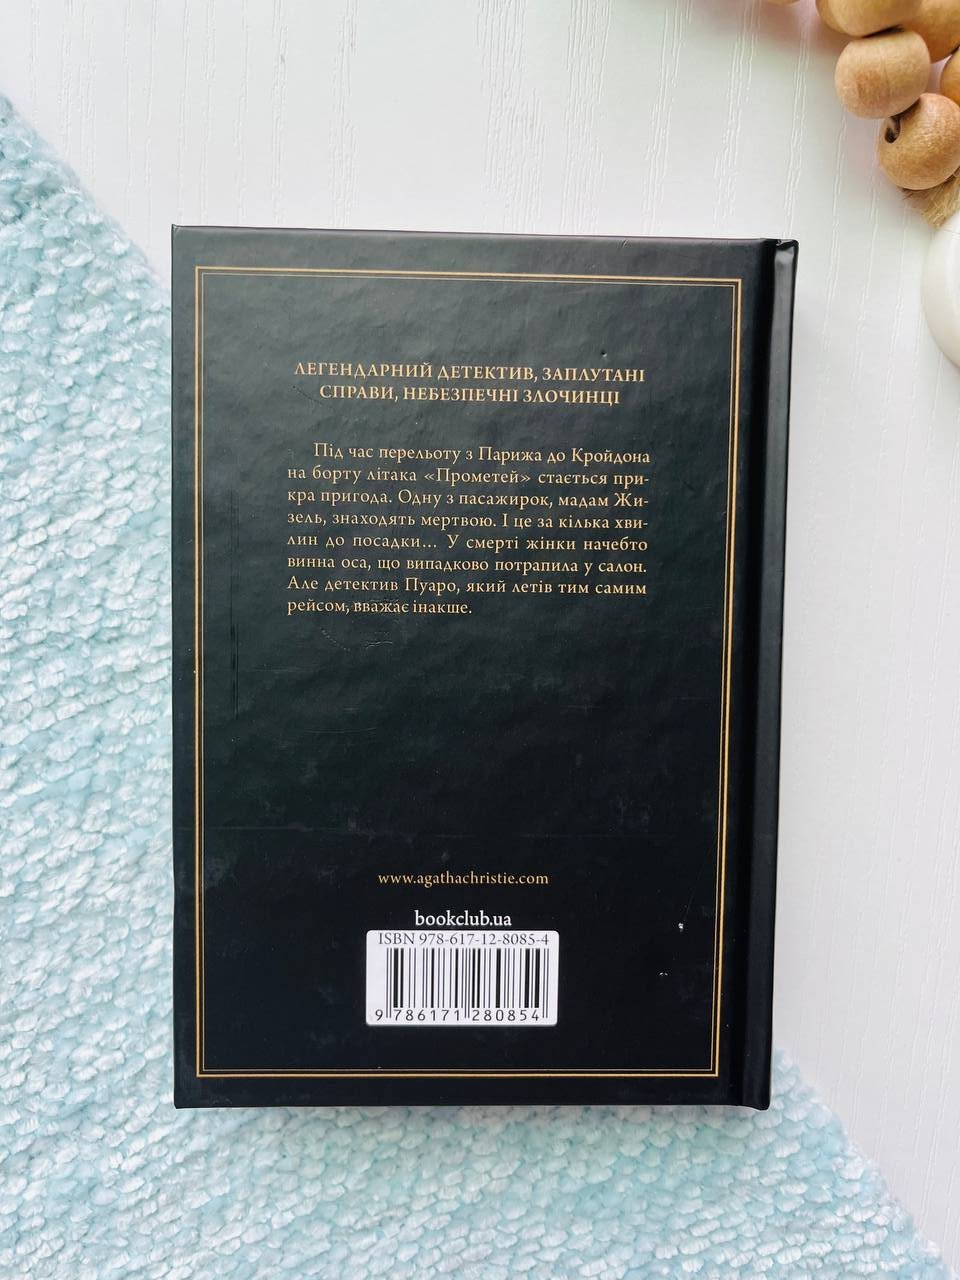 ЛЕГЕНДАРНИЙ ДЕТЕКТИВ, ЗАПЛУТАНІ
СПРАВИ, НЕБЕЗПЕЧНІ ЗЛОЧИНЦІ
Під час перельоту з Парижа до Кройдона
на борту літака «Прометей» стається при-
кра пригода. Одну з пасажирок, мадам Жи-
зель, знаходять мертвою. І це за кілька хви-
лин до посадки... У смерті жінки начебто
винна оса, що випадково потрапила у салон.
Але детектив Пуаро, який летів тим самим
рейсом, вважає інакше.
www.agathachristie.com
bookclub.ua
ISBN 978-617-12-8085-4
9 786171 280854